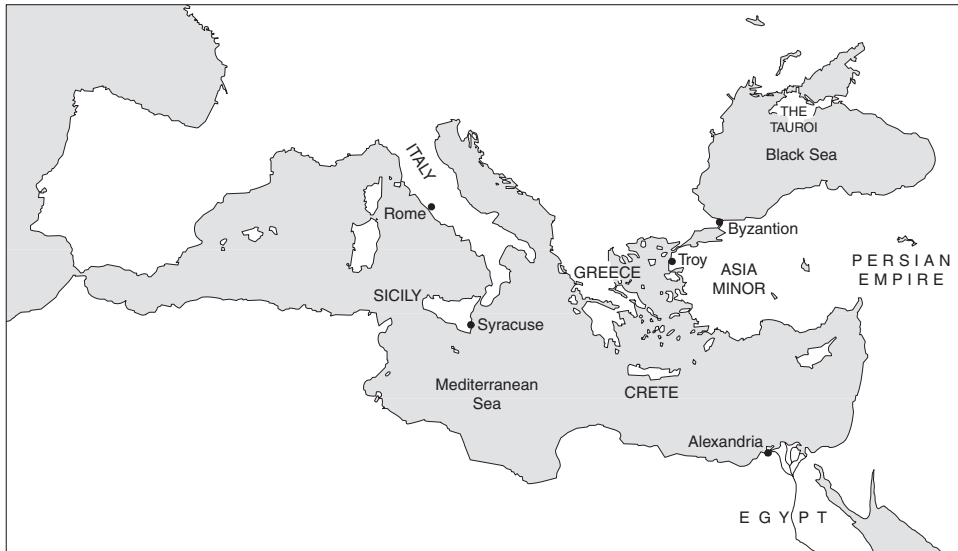 THE
TAUROI
Black Sea
ITALY
Rome
Byzantion
Troy
GREECE
ASIA
MINOR
PERSIAN
EMPIRE
SICILY
Syracuse
Mediterranean
Sea
CRETE
Alexandria
EGYPT